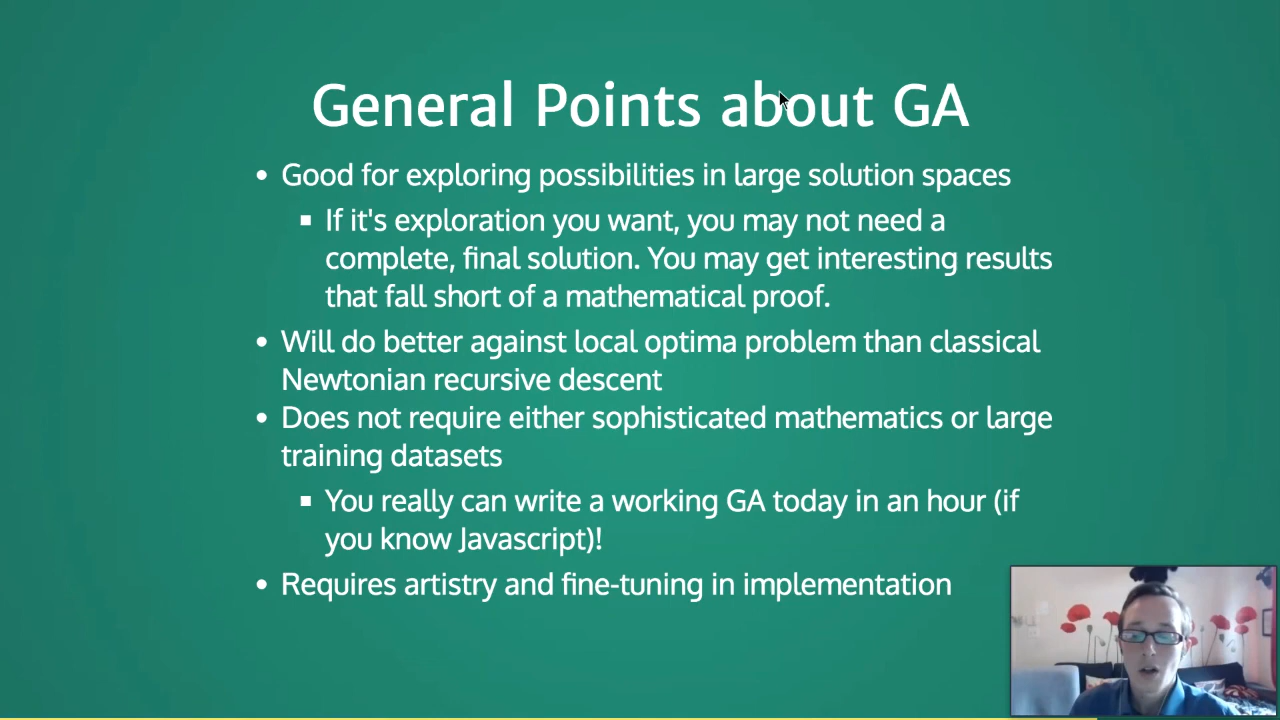 General Points about GA
• Good for exploring possibilities in large solution spaces
▪ If it's exploration you want, you may not need a
complete, final solution. You may get interesting results
that fall short of a mathematical proof.
• Will do better against local optima problem than classical
Newtonian recursive descent
• Does not require either sophisticated mathematics or large
training datasets
▪ You really can write a working GA today in an hour (if
you know Javascript)!
• Requires artistry and fine-tuning in implementation